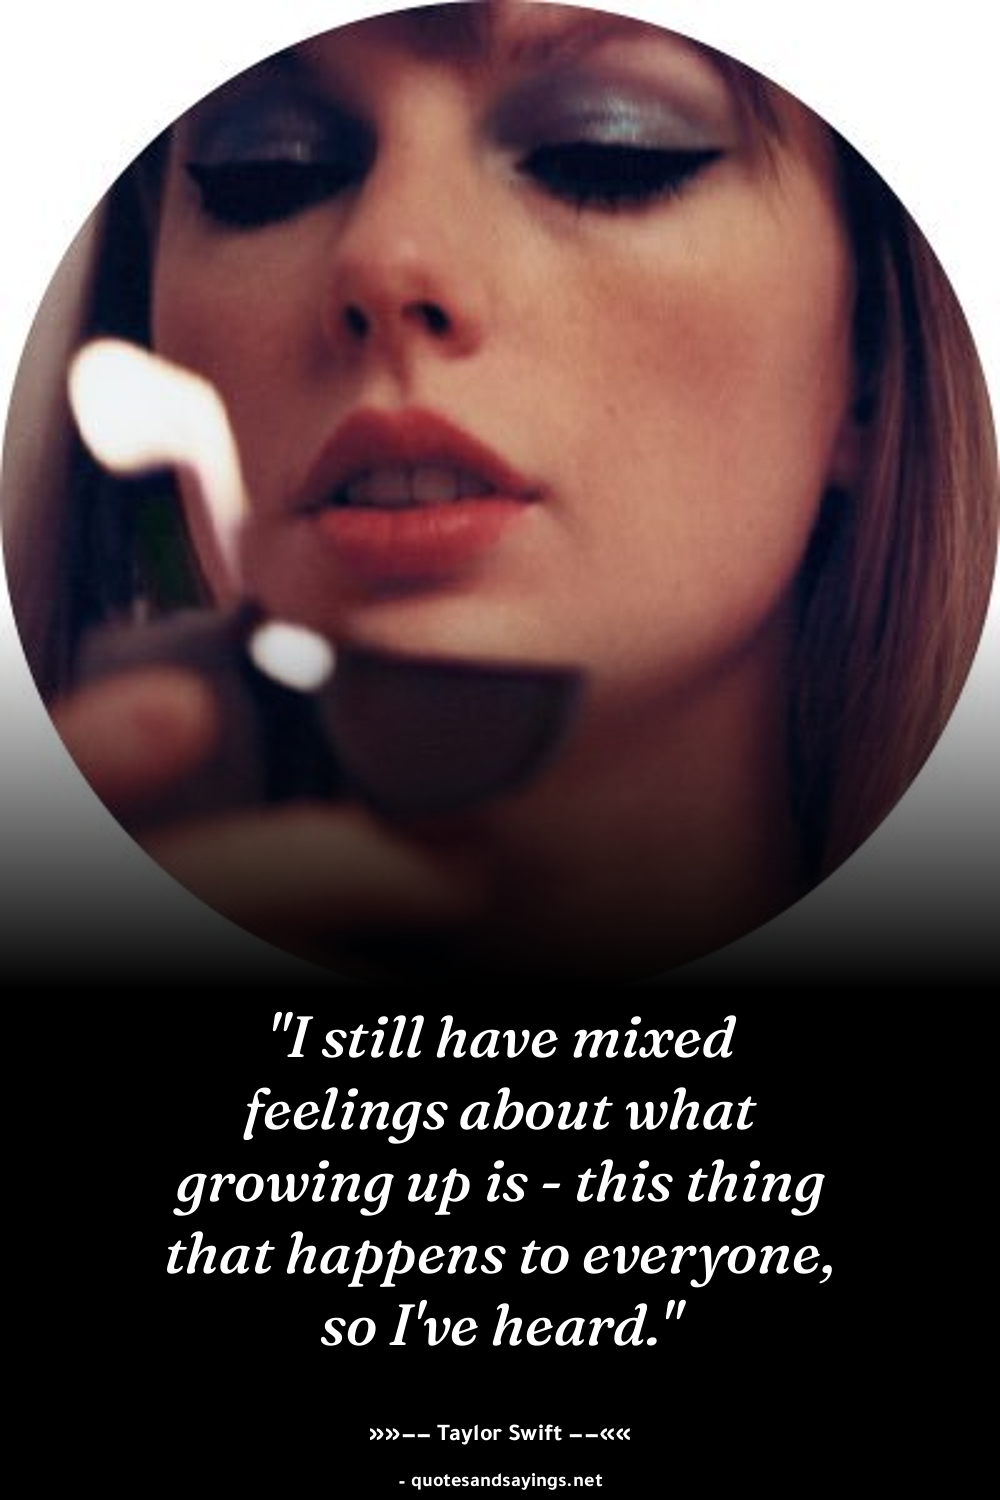 "I still have mixed
feelings about what
growing up is - this thing
that happens to everyone,
so I've heard."
»»–– Taylor Swift ––««
- quotesandsayings.net